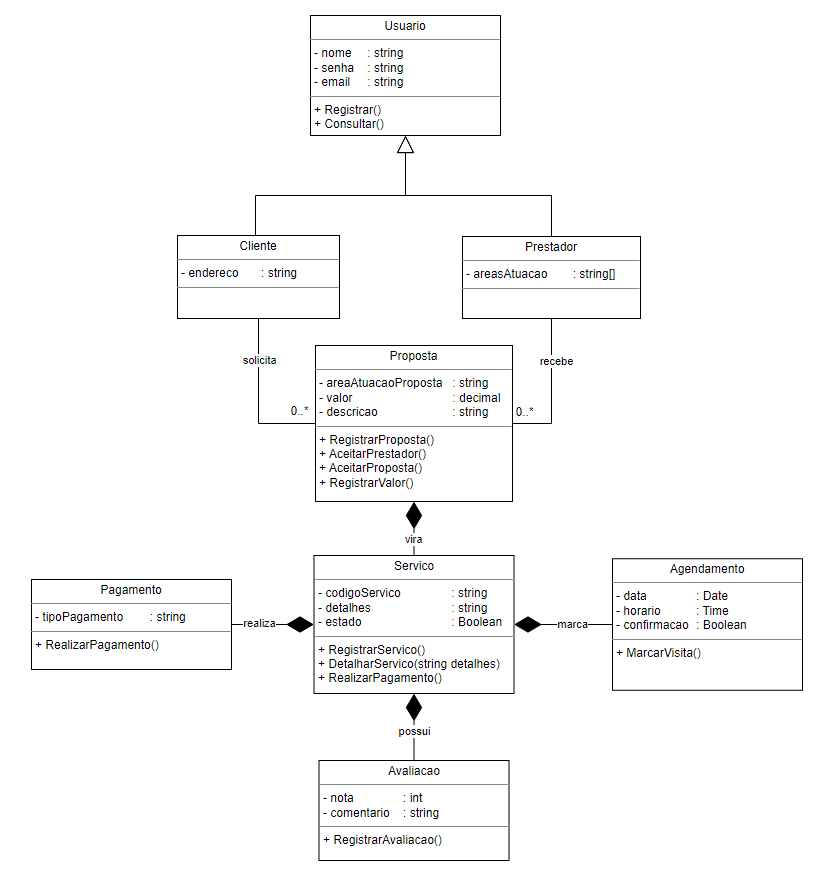 Usuario
- nome : string
- senha : string
- email : string
+ Registrar()
+ Consultar()
Cliente
- endereco : string
Prestador
- areasAtuacao : string[]
solicita
recebe
0..*
0..*
Proposta
- areaAtuacaoProposta : string
- valor : decimal
- descricao : string
+ RegistrarProposta()
+ AceitarPrestador()
+ AceitarProposta()
+ RegistrarValor()
vira
Pagamento
- tipoPagamento : string
+ RealizarPagamento()
realiza
Servico
- codigoServico : string
- detalhes : string
- estado : Boolean
+ RegistrarServico()
+ DetalharServico(string detalhes)
+ RealizarPagamento()
marca
Agendamento
- data : Date
- horario : Time
- confirmacao : Boolean
+ MarcarVisita()
possui
Avaliacao
- nota : int
- comentario : string
+ RegistrarAvaliacao()